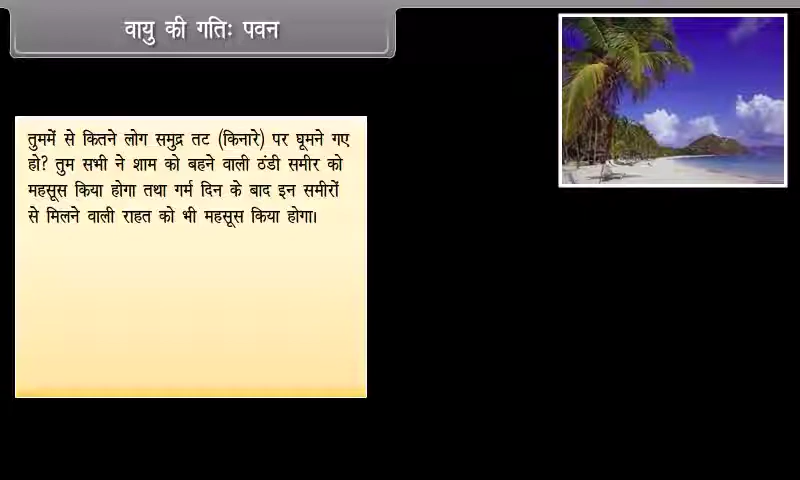 वायु की गतिः पवन
तुममें से कितने लोग समुद्र तट (किनारे) पर घूमने गए
हो? तुम सभी ने शाम को बहने वाली ठंडी समीर को
महसूस किया होगा तथा गर्म दिन के बाद इन समीरों
से मिलने वाली राहत को भी महसूस किया होगा।